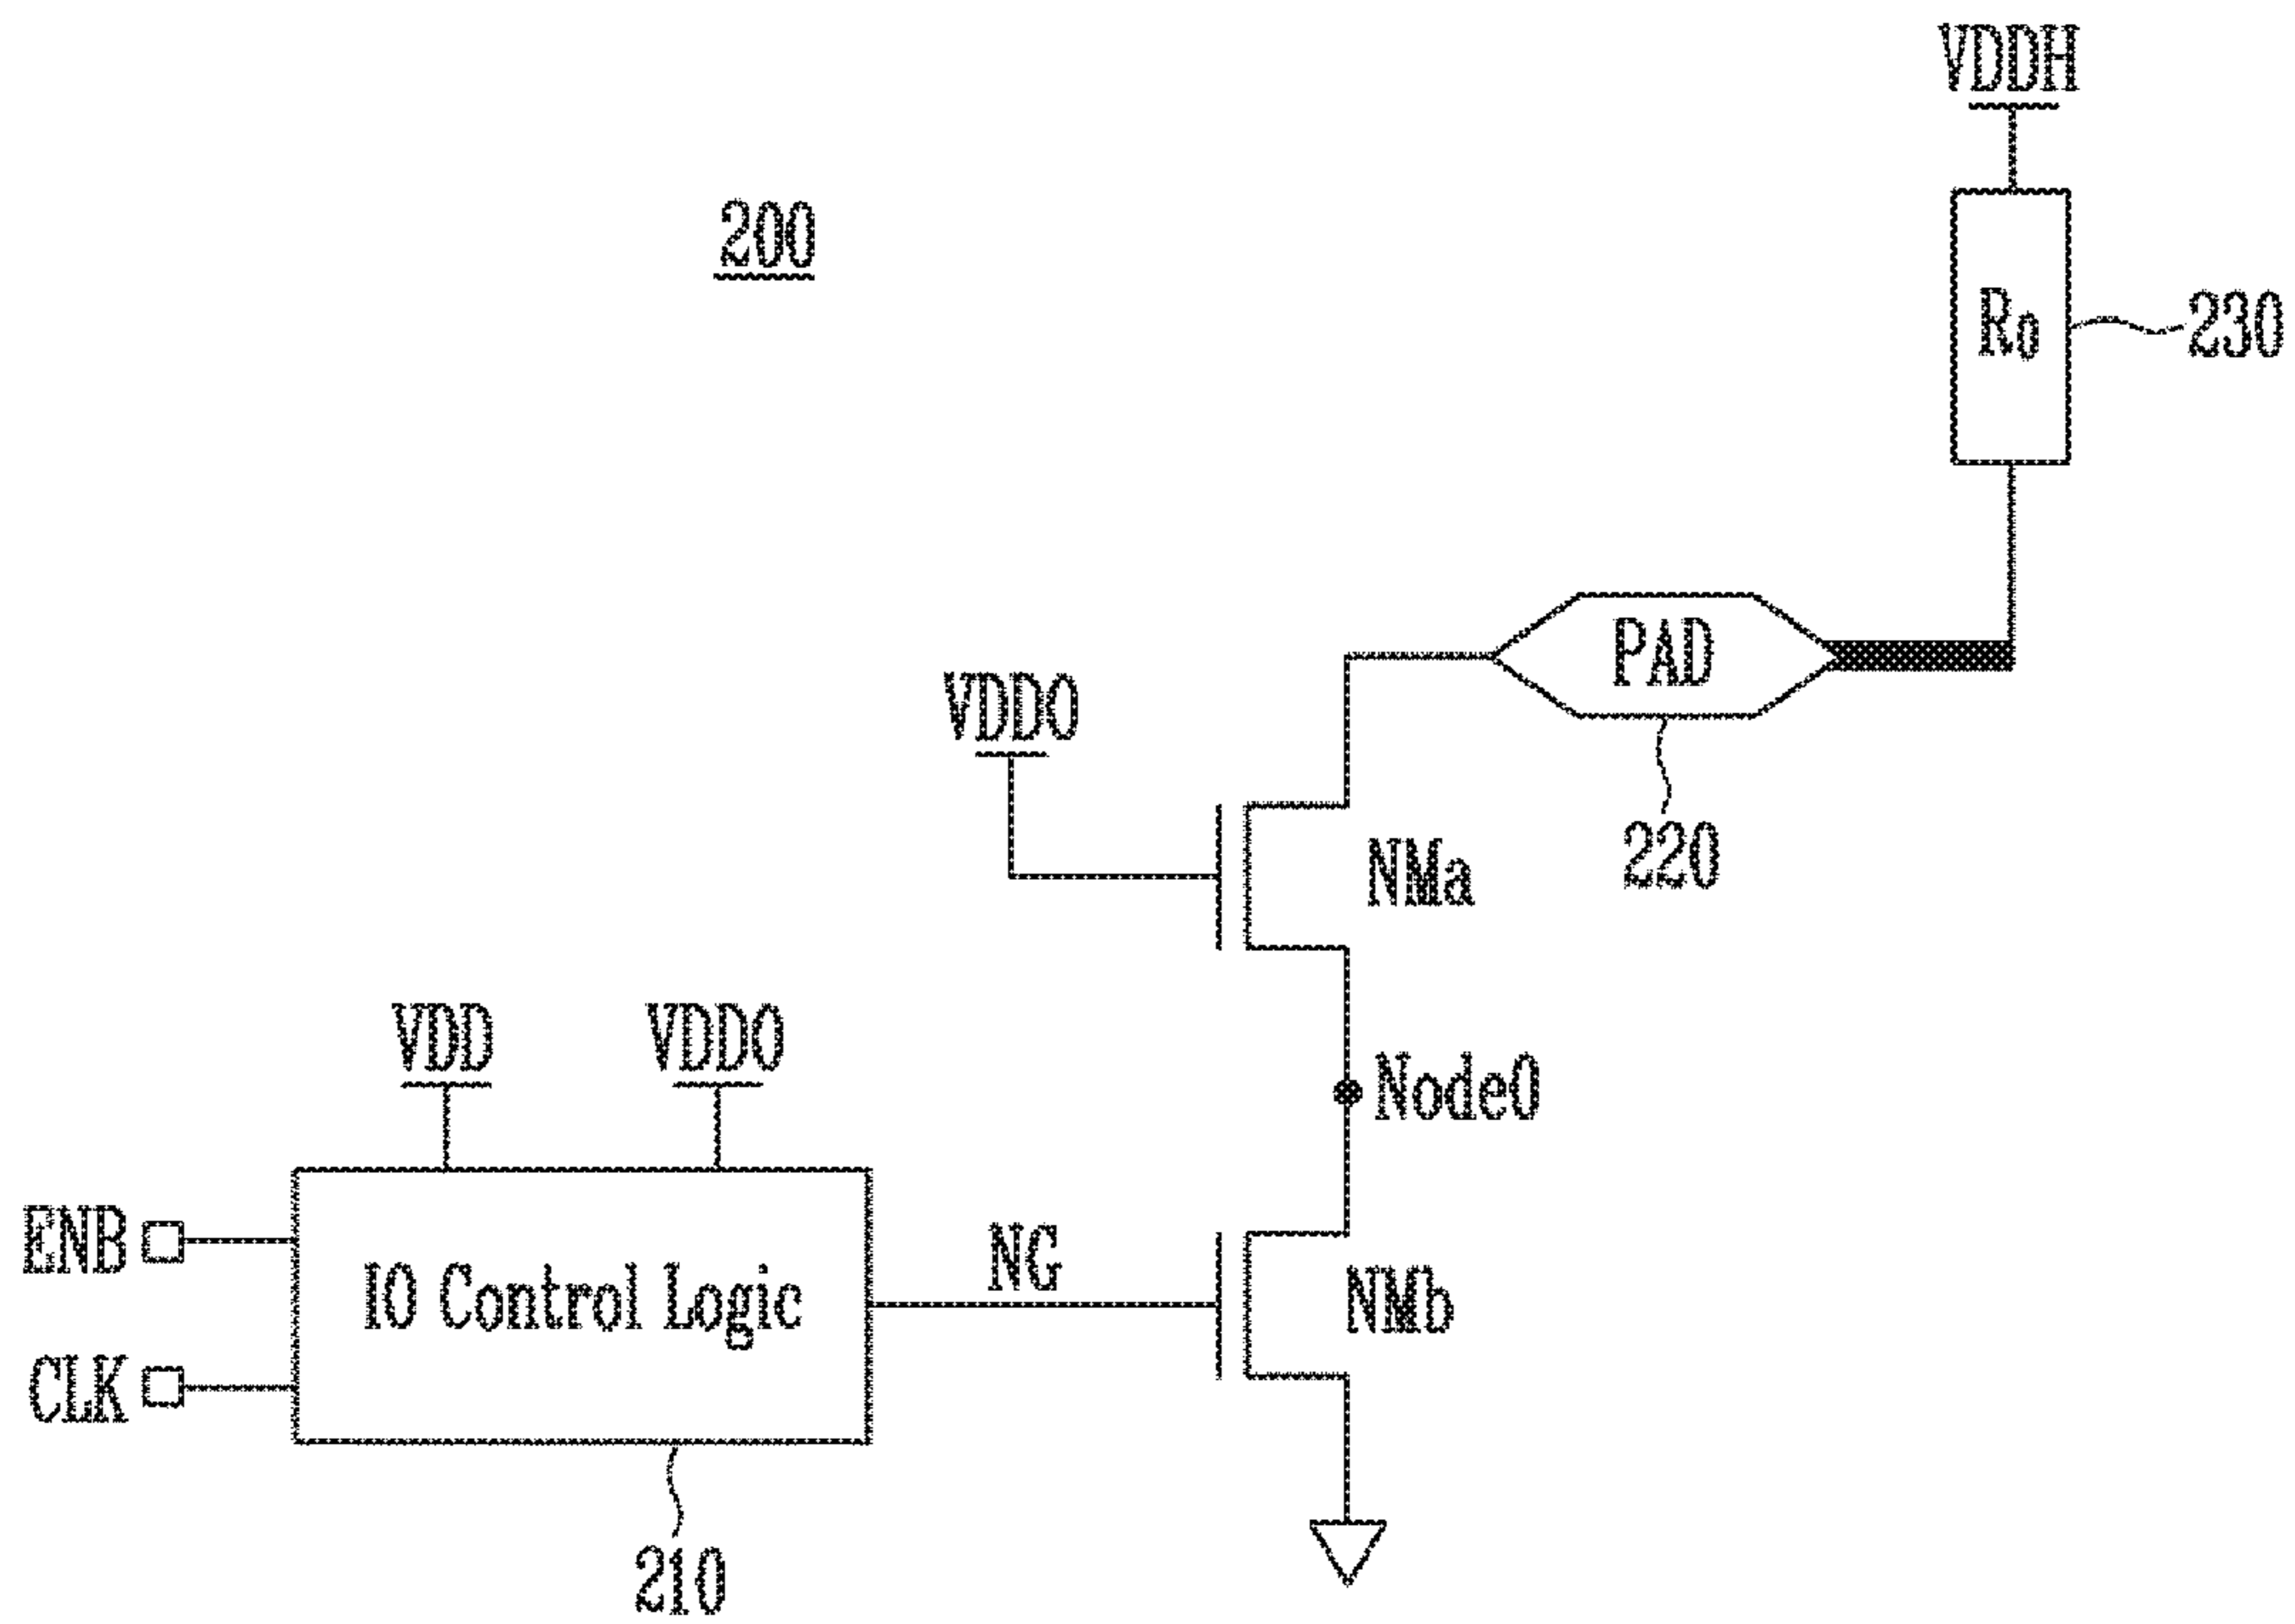 VDDH
200
R0
230
PAD
VDDO
220
NMa
VDD
VDDO
Node0
ENB
NG
IO Control Logic
NMb
CLK
210